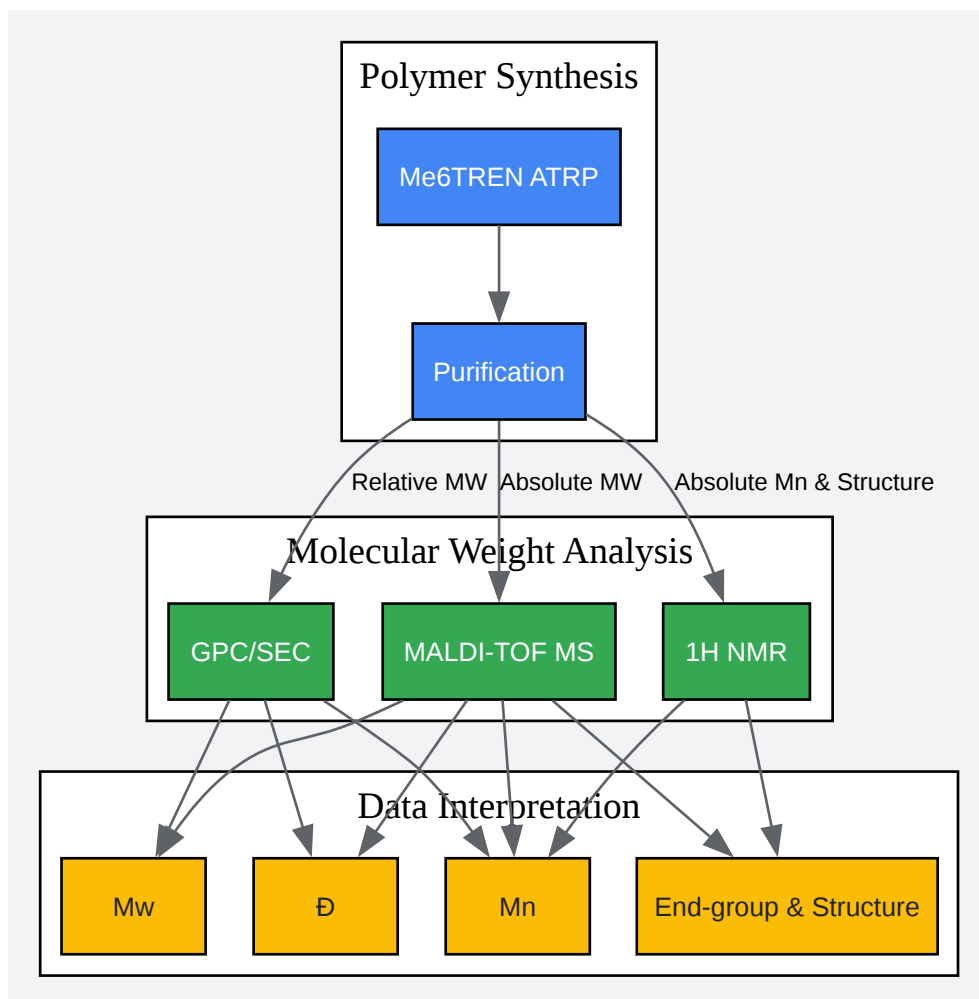 Polymer Synthesis
Me6TREN ATRP
Purification
Relative MW
Absolute MW
Absolute Mn & Structure
Molecular Weight Analysis
GPC/SEC
MALDI-TOF MS
1H NMR
Data Interpretation
Mw
Đ
Mn
End-group & Structure